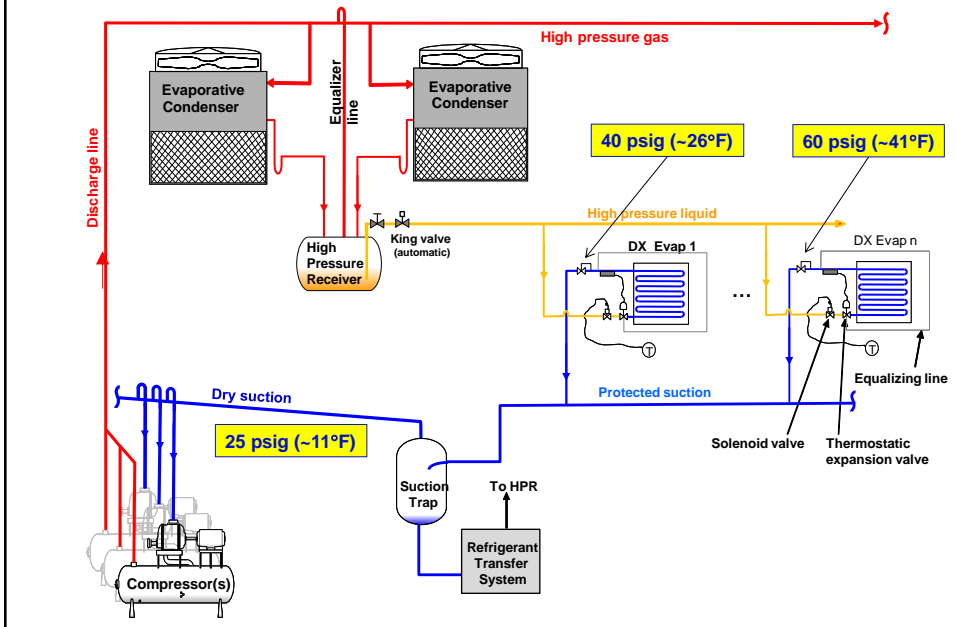 High pressure gas
Evaporative
Condenser
Equalizer
line
Evaporative
Condenser
Discharge line
40 psig (~26°F)
60 psig (~41°F)
High pressure liquid
King valve
(automatic)
High
Pressure
Receiver
DX Evap 1
DX Evap n
...
T
T
Equalizing line
Dry suction
Protected suction
25 psig (~11°F)
Solenoid valve
Thermostatic
expansion valve
Suction
Trap
To HPR
Refrigerant
Transfer
System
Compressor(s)